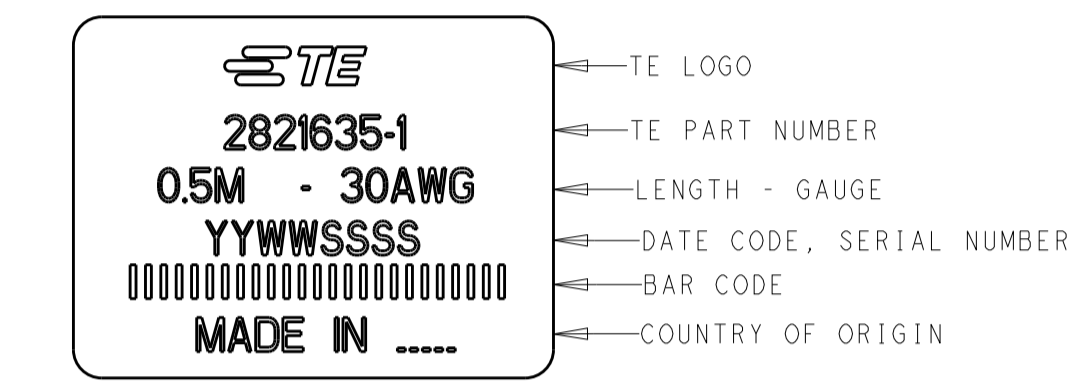 TE TE LOGO
2821635-1 TE PART NUMBER
0.5M - 30AWG LENGTH - GAUGE
YYWWSSSS DATE CODE, SERIAL NUMBER
BAR CODE
MADE IN _____ COUNTRY OF ORIGIN